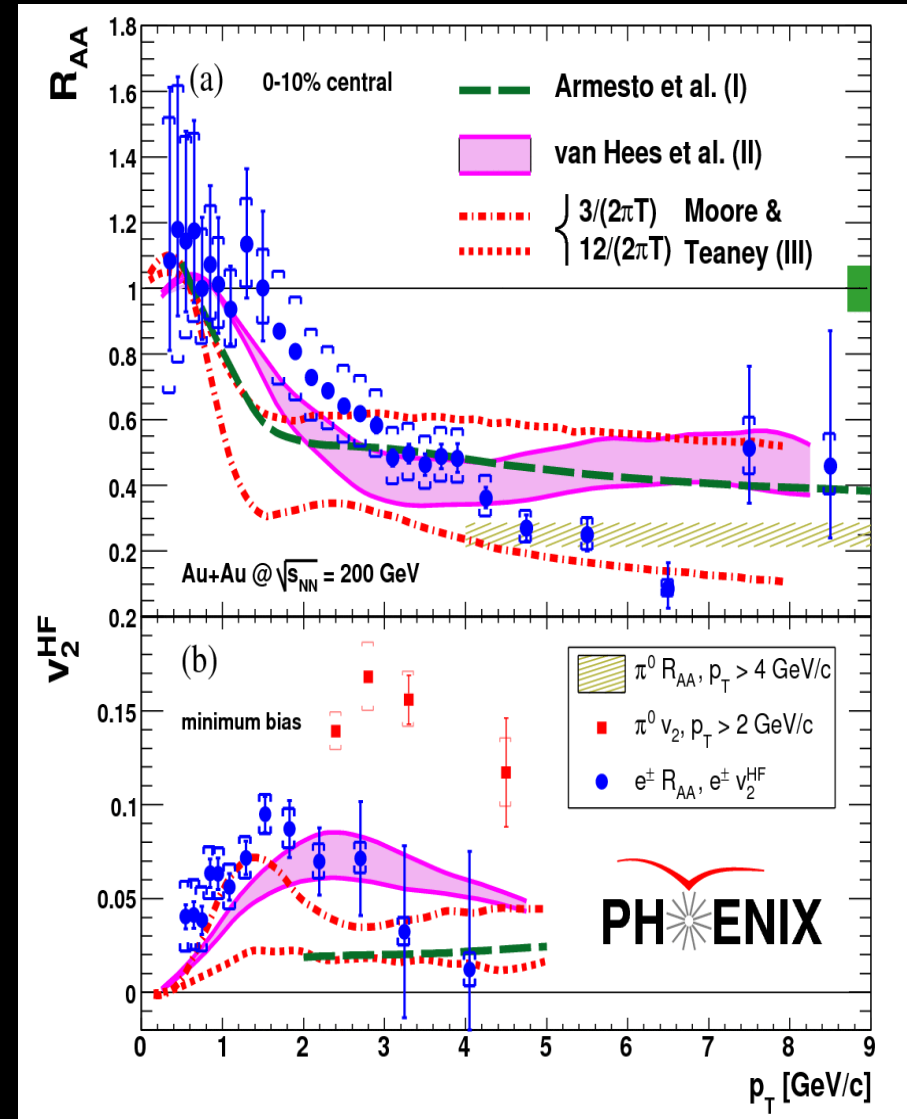 R_AA
1.8
1.6
1.4
1.2
1
0.8
0.6
0.4
0.2
(a)
0-10% central
Armesto et al. (I)
van Hees et al. (II)
3/(2πT) Moore &
12/(2πT) Teaney (III)
Au+Au @ √s_NN = 200 GeV
v_2^HF
0.2
0.15
0.1
0.05
0
(b)
minimum bias
π⁰ R_AA, p_T > 4 GeV/c
π⁰ v_2, p_T > 2 GeV/c
e± R_AA, e± v_2^HF
PHENIX
0 1 2 3 4 5 6 7 8 9
p_T [GeV/c]